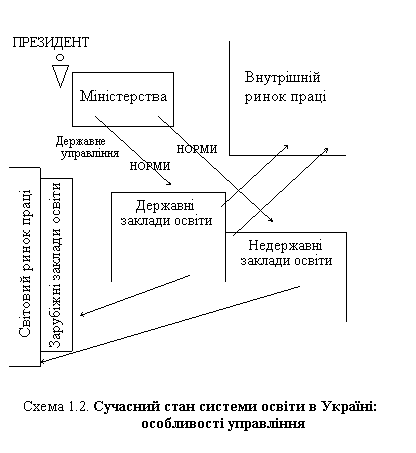 ПРЕЗИДЕНТ
Міністерства
Внутрішній
ринок праці
Державне
управління
НОРМИ
НОРМИ
Державні
заклади освіти
Недержавні
заклади освіти
Світовий ринок праці
Зарубіжні заклади освіти
Схема 1.2. Сучасний стан системи освіти в Україні:
особливості управління